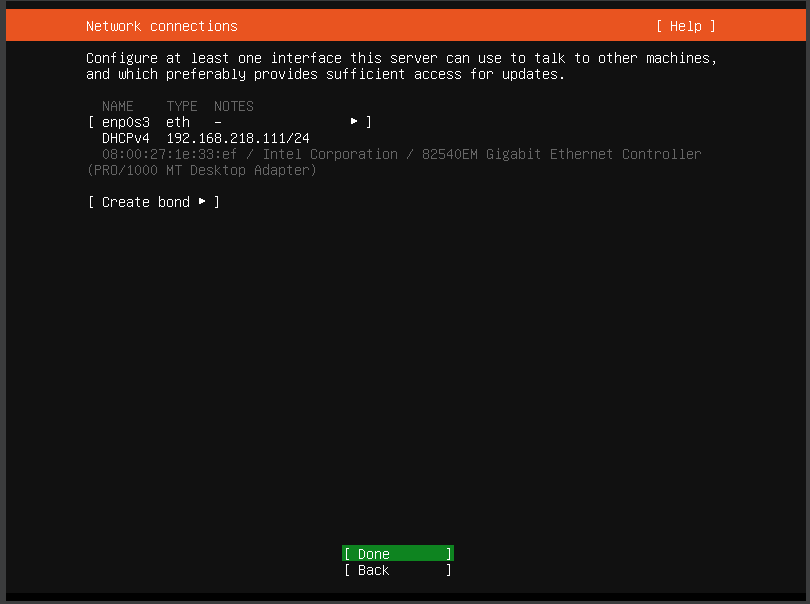 Network connections [ Help ]
Configure at least one interface this server can use to talk to other machines,
and which preferably provides sufficient access for updates.
NAME TYPE NOTES
[ enp0s3 eth – ▸ ]
DHCPv4 192.168.218.111/24
08:00:27:1e:33:ef / Intel Corporation / 82540EM Gigabit Ethernet Controller
(PRO/1000 MT Desktop Adapter)
[ Create bond ▸ ]
[ Done ]
[ Back ]